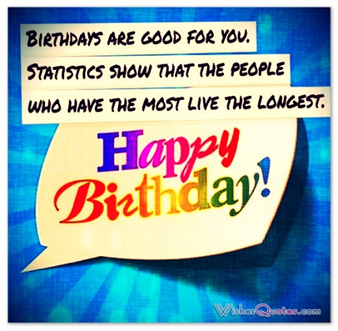 Birthdays are good for you.
Statistics show that the people
who have the most live the longest.
Happy
Birthday!
WishesQuotes.com